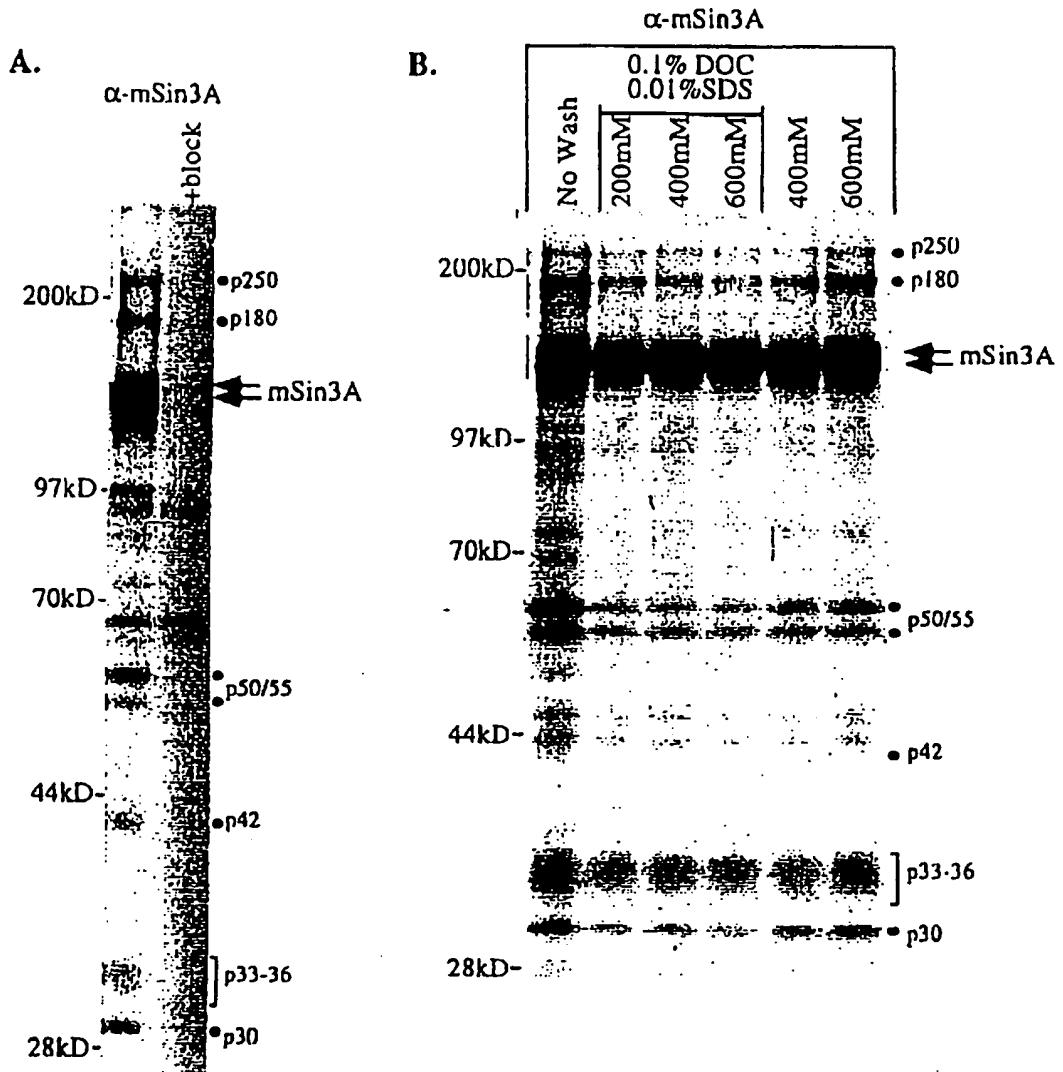 A.
α-mSin3A
+block
p250
200kD-
p180
mSin3A
97kD-
70kD-
p50/55
44kD-
p42
p33-36
p30
28kD-
B.
α-mSin3A
0.1% DOC
0.01%SDS
No Wash
200mM
400mM
600mM
400mM
600mM
p250
200kD-
p180
mSin3A
97kD-
70kD-
p50/55
44kD-
p42
p33-36
p30
28kD-